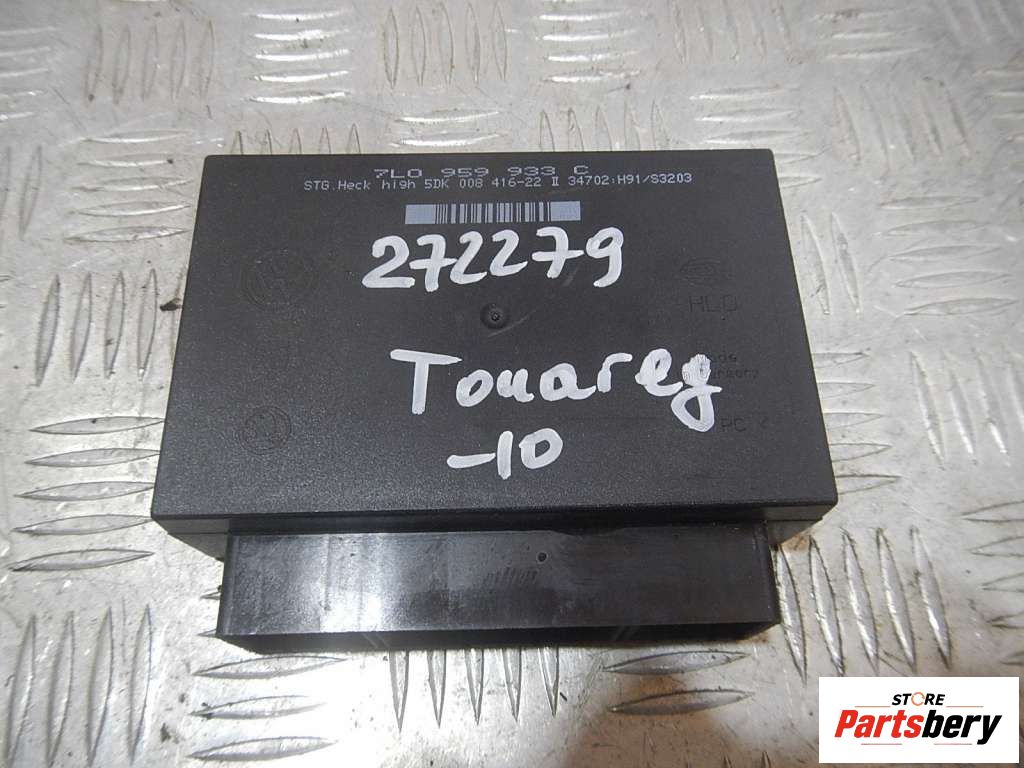 7L0 959 933 C
STG.Heck high 5DK 008 416-22 II 34702:H91/S3203
272279
HLD
Touareg
PC
-10
STORE
Partsbery